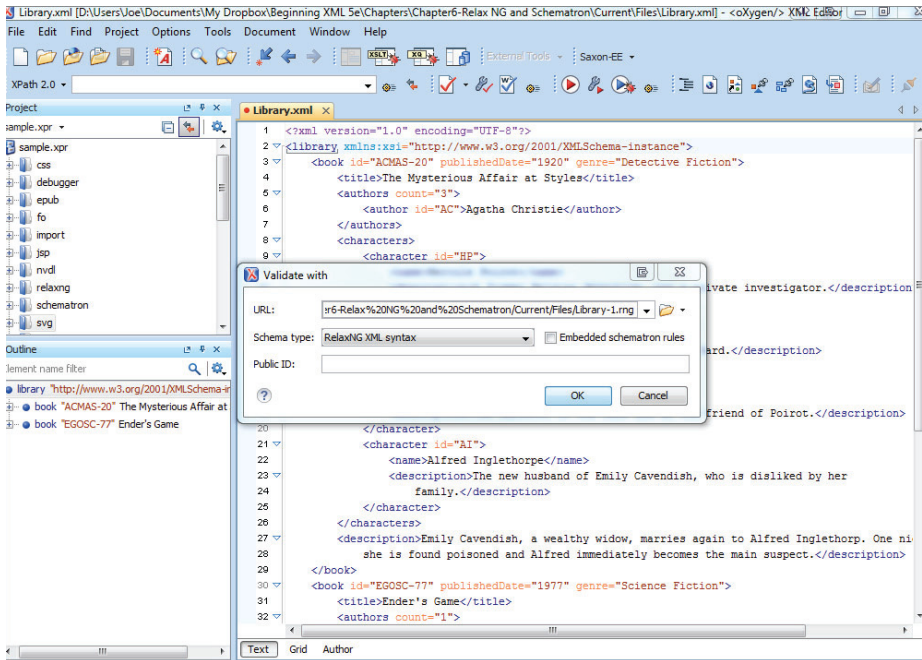 Library.xml [D:\Users\Joe\Documents\My Dropbox\Beginning XML 5e\Chapters\Chapter6-Relax NG and Schematron\Current\Files\Library.xml] - <oXygen/> XML Editor
File Edit Find Project Options Tools Document Window Help
XSLT XQ External Tools Saxon-EE
XPath 2.0
Project
Library.xml ×
sample.xpr
sample.xpr
css
debugger
epub
fo
import
jsp
nvdl
relaxng
schematron
svg
Outline
lement name filter
library "http://www.w3.org/2001/XMLSchema-in
book "ACMAS-20" The Mysterious Affair at
book "EGOSC-77" Ender's Game
1 <?xml version="1.0" encoding="UTF-8"?>
2 <library xmlns:xsi="http://www.w3.org/2001/XMLSchema-instance">
3 <book id="ACMAS-20" publishedDate="1920" genre="Detective Fiction">
4 <title>The Mysterious Affair at Styles</title>
5 <authors count="3">
6 <author id="AC">Agatha Christie</author>
7 </authors>
8 <characters>
9 <character id="HP">
ivate investigator.</description>
ard.</description>
friend of Poirot.</description>
Validate with
URL: er6-Relax%20NG%20and%20Schematron/Current/Files/Library-1.rng
Schema type: RelaxNG XML syntax Embedded schematron rules
Public ID:
? OK Cancel
20 </character>
21 <character id="AI">
22 <name>Alfred Inglethorpe</name>
23 <description>The new husband of Emily Cavendish, who is disliked by her
24 family.</description>
25 </character>
26 </characters>
27 <description>Emily Cavendish, a wealthy widow, marries again to Alfred Inglethorp. One ni
28 she is found poisoned and Alfred immediately becomes the main suspect.</description>
29 </book>
30 <book id="EGOSC-77" publishedDate="1977" genre="Science Fiction">
31 <title>Ender's Game</title>
32 <authors count="1">
Text Grid Author